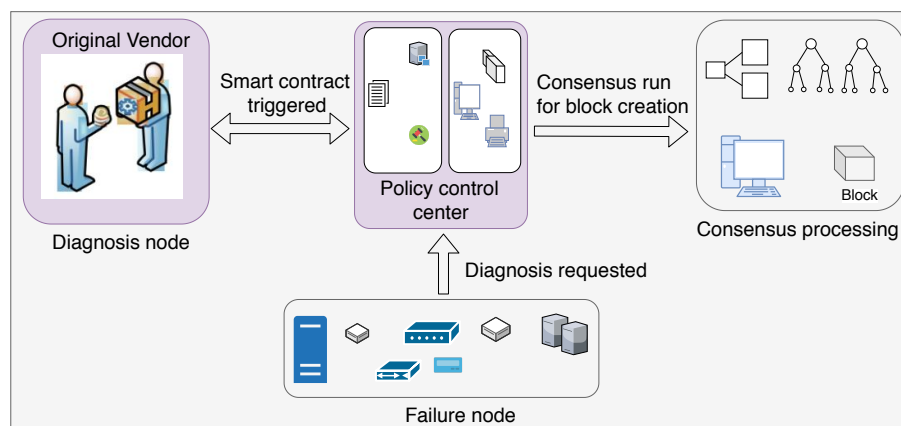 Original Vendor
Diagnosis node
Smart contract
triggered
Policy control
center
Consensus run
for block creation
Block
Consensus processing
Diagnosis requested
Failure node